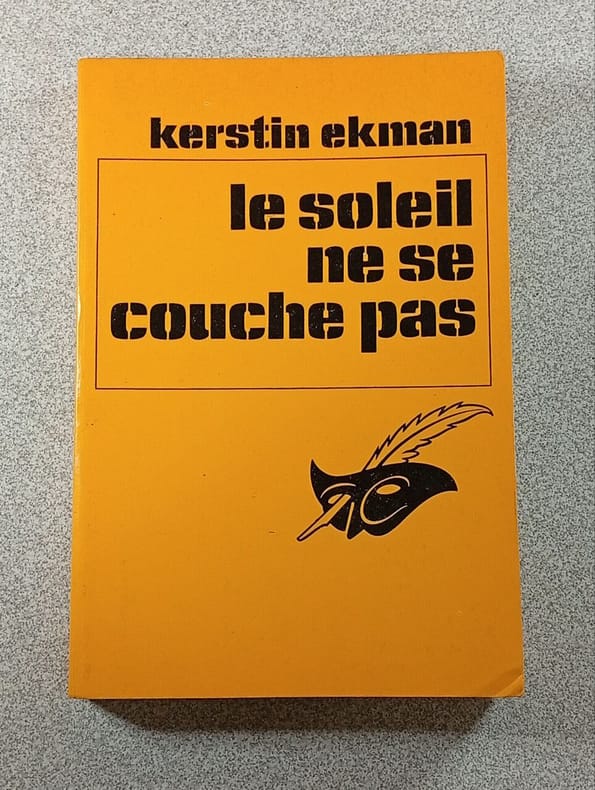 kerstin ekman
le soleil
ne se
couche pas